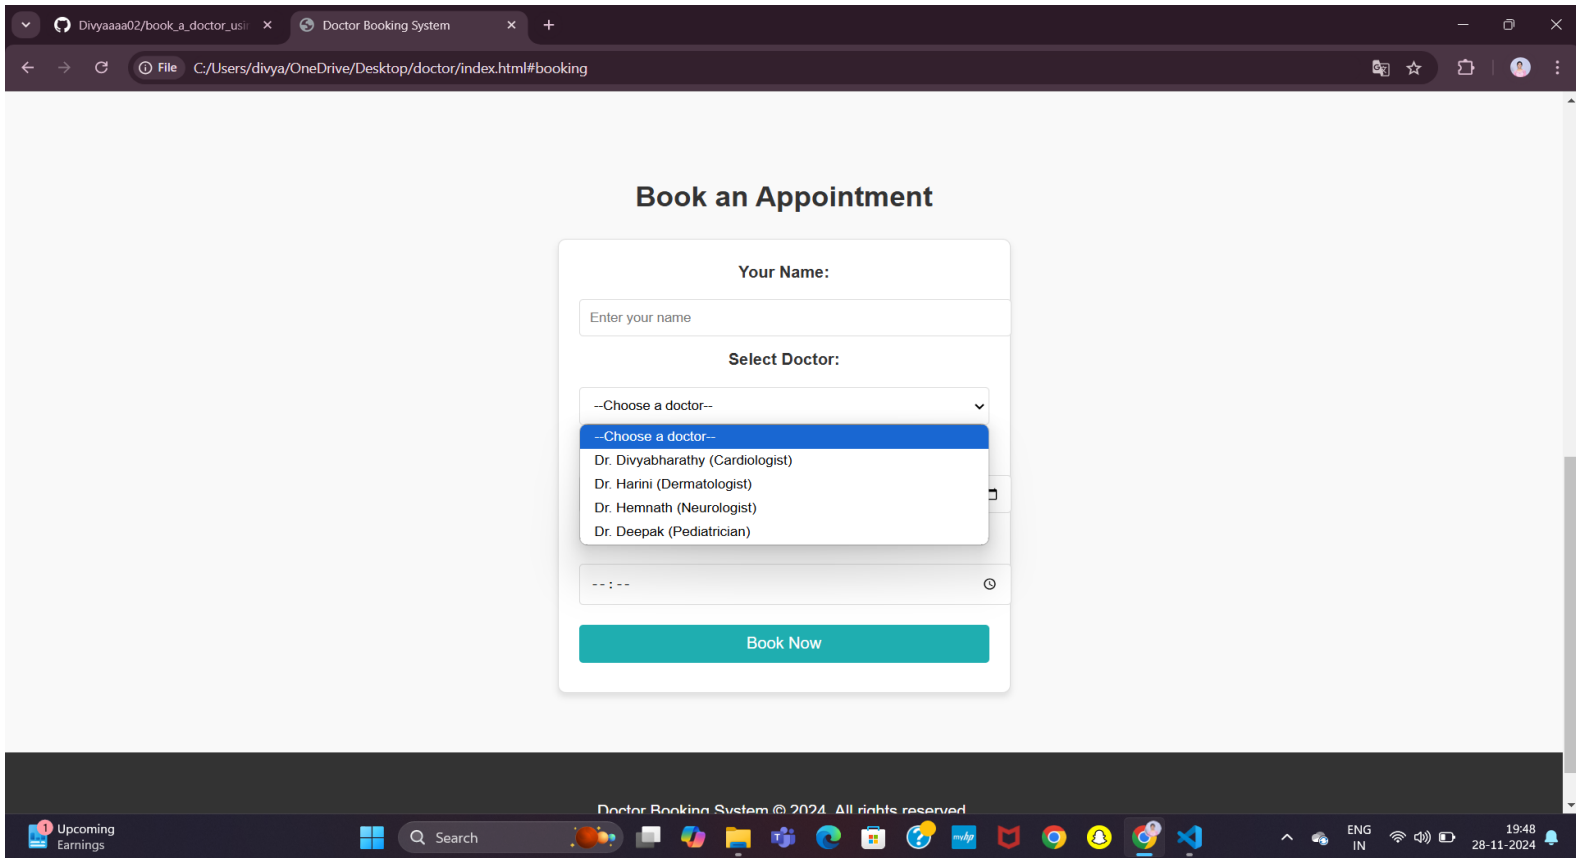 Divyaaaa02/book_a_doctor_usi
Doctor Booking System
File
C:/Users/divya/OneDrive/Desktop/doctor/index.html#booking
Book an Appointment
Your Name:
Enter your name
Select Doctor:
--Choose a doctor--
--Choose a doctor--
Dr. Divyabharathy (Cardiologist)
Dr. Harini (Dermatologist)
Dr. Hemnath (Neurologist)
Dr. Deepak (Pediatrician)
--:--
Book Now
Doctor Booking System © 2024. All rights reserved.
1
Upcoming
Earnings
Search
myhp
ENG
IN
19:48
28-11-2024